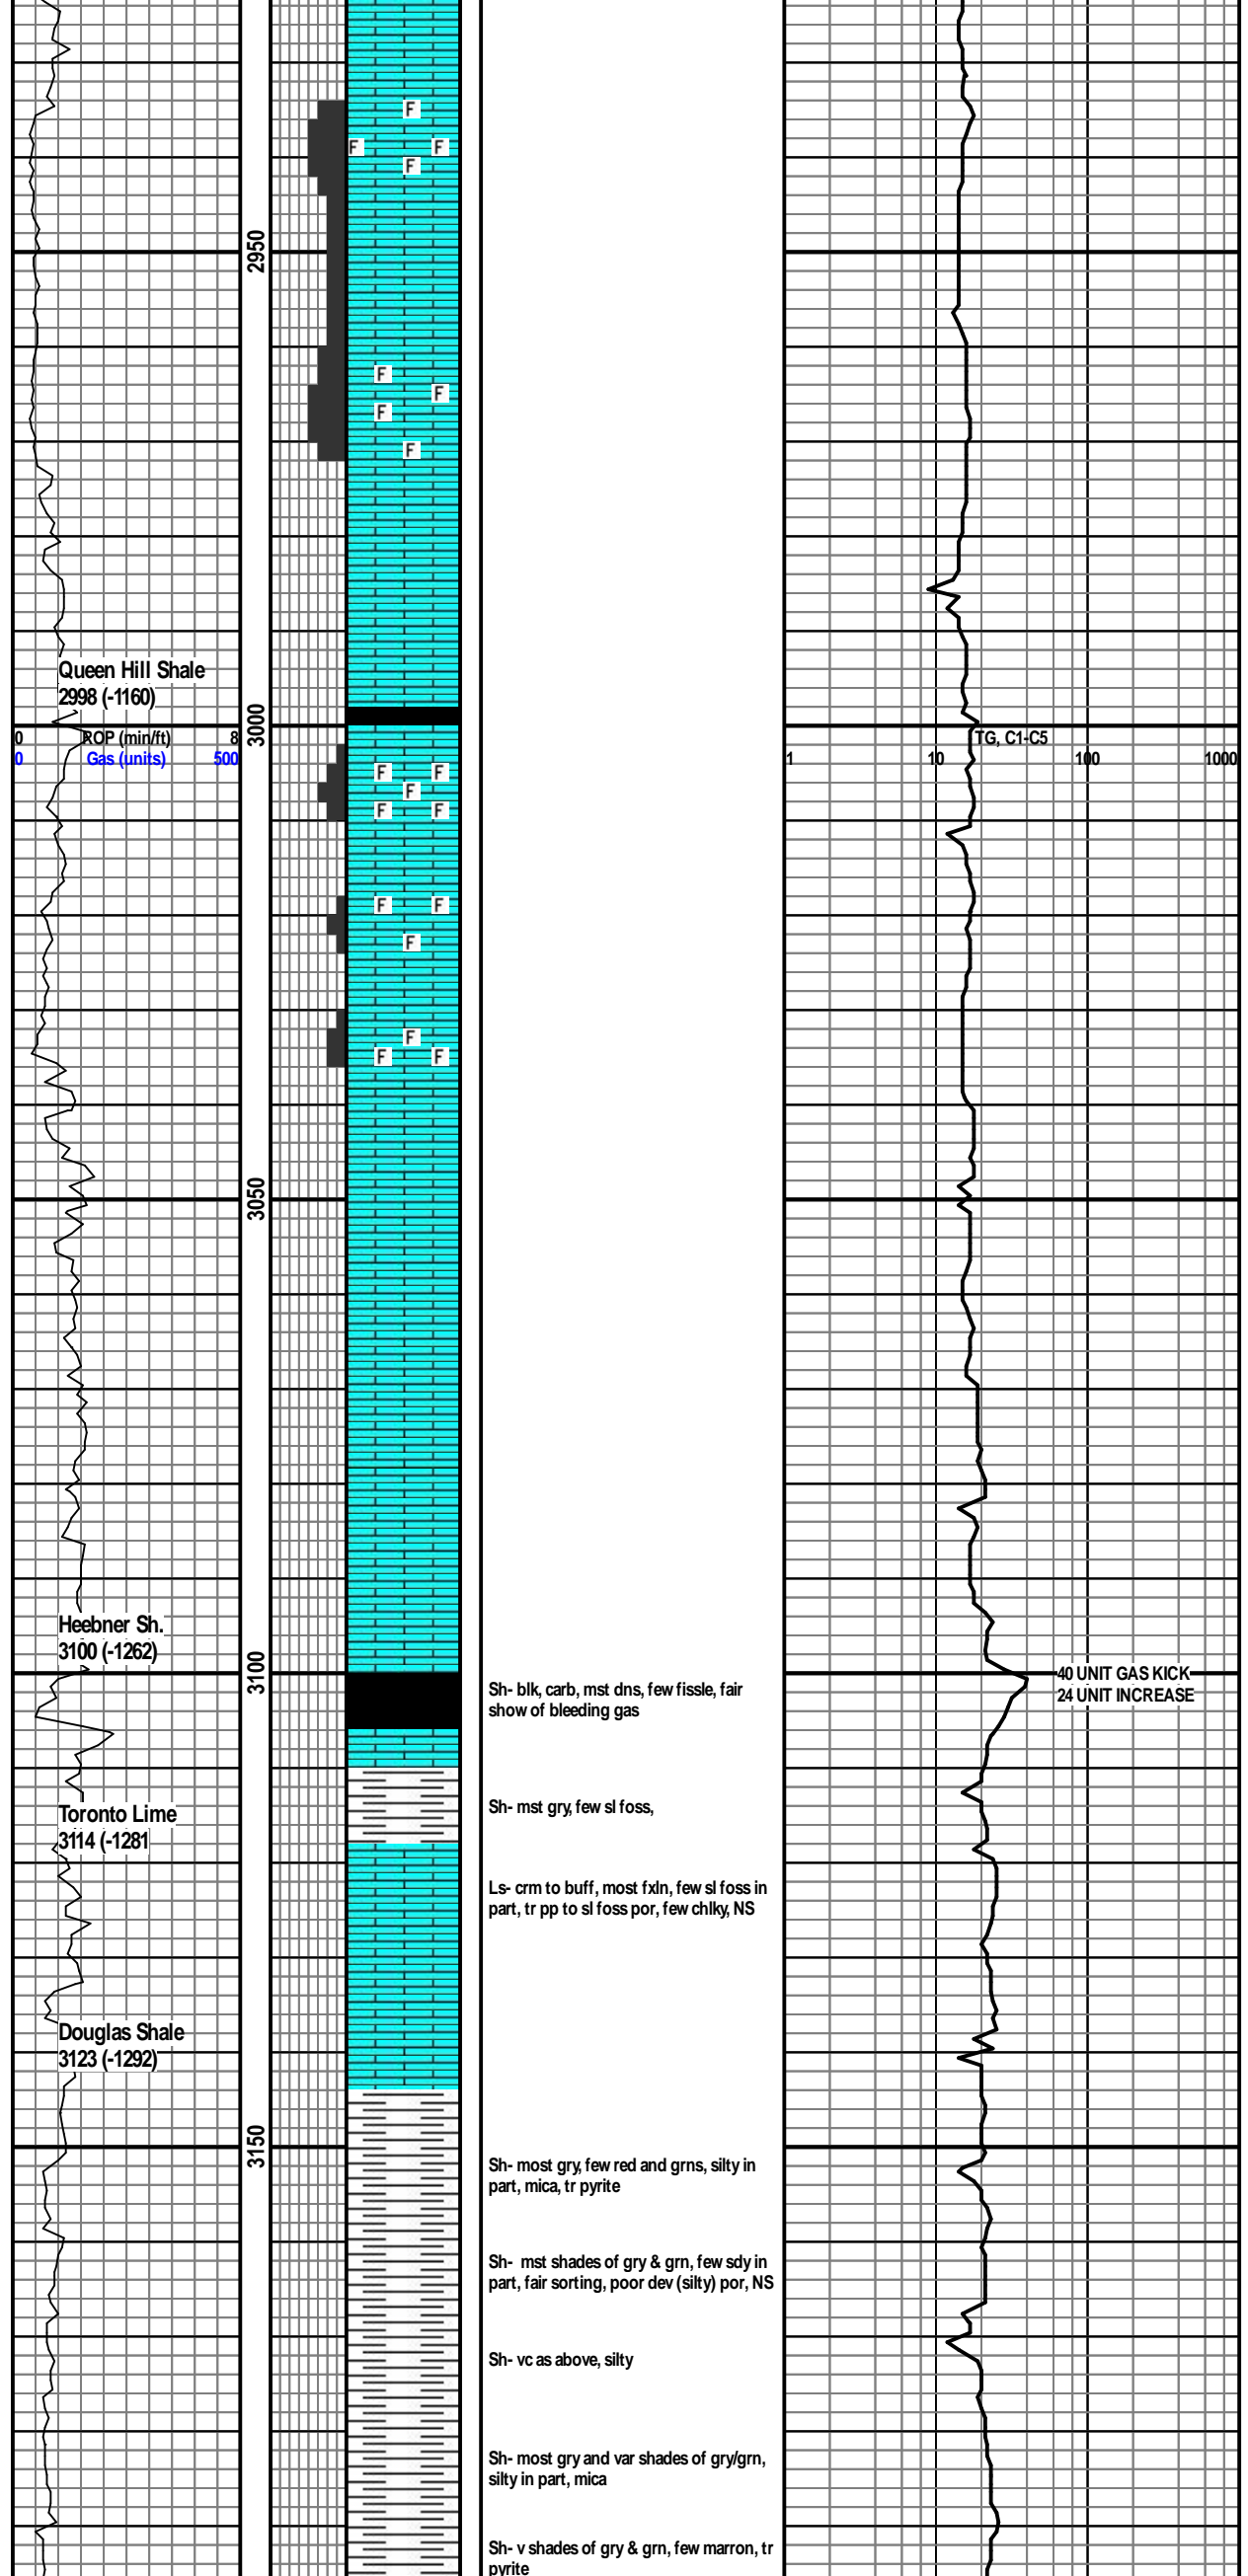 F
F F
F
2950
F
F
F
F
Queen Hill Shale
2998 (-1160)
3000
0 ROP (min/ft) 8
0 Gas (units) 500
TG, C1-C5
1 10 100 1000
F F
F
F F
F F
F
F
F F
3050
Heebner Sh.
3100 (-1262)
3100
40 UNIT GAS KICK
24 UNIT INCREASE
Sh- blk, carb, mst dns, few fissle, fair
show of bleeding gas
Sh- mst gry, few sl foss,
Toronto Lime
3114 (-1281
Ls- crm to buff, most fxln, few sl foss in
part, tr pp to sl foss por, few chlky, NS
Douglas Shale
3123 (-1292)
3150
Sh- most gry, few red and grns, silty in
part, mica, tr pyrite
Sh- mst shades of gry & grn, few sdy in
part, fair sorting, poor dev (silty) por, NS
Sh- vc as above, silty
Sh- most gry and var shades of gry/grn,
silty in part, mica
Sh- v shades of gry & grn, few marron, tr
pyrite